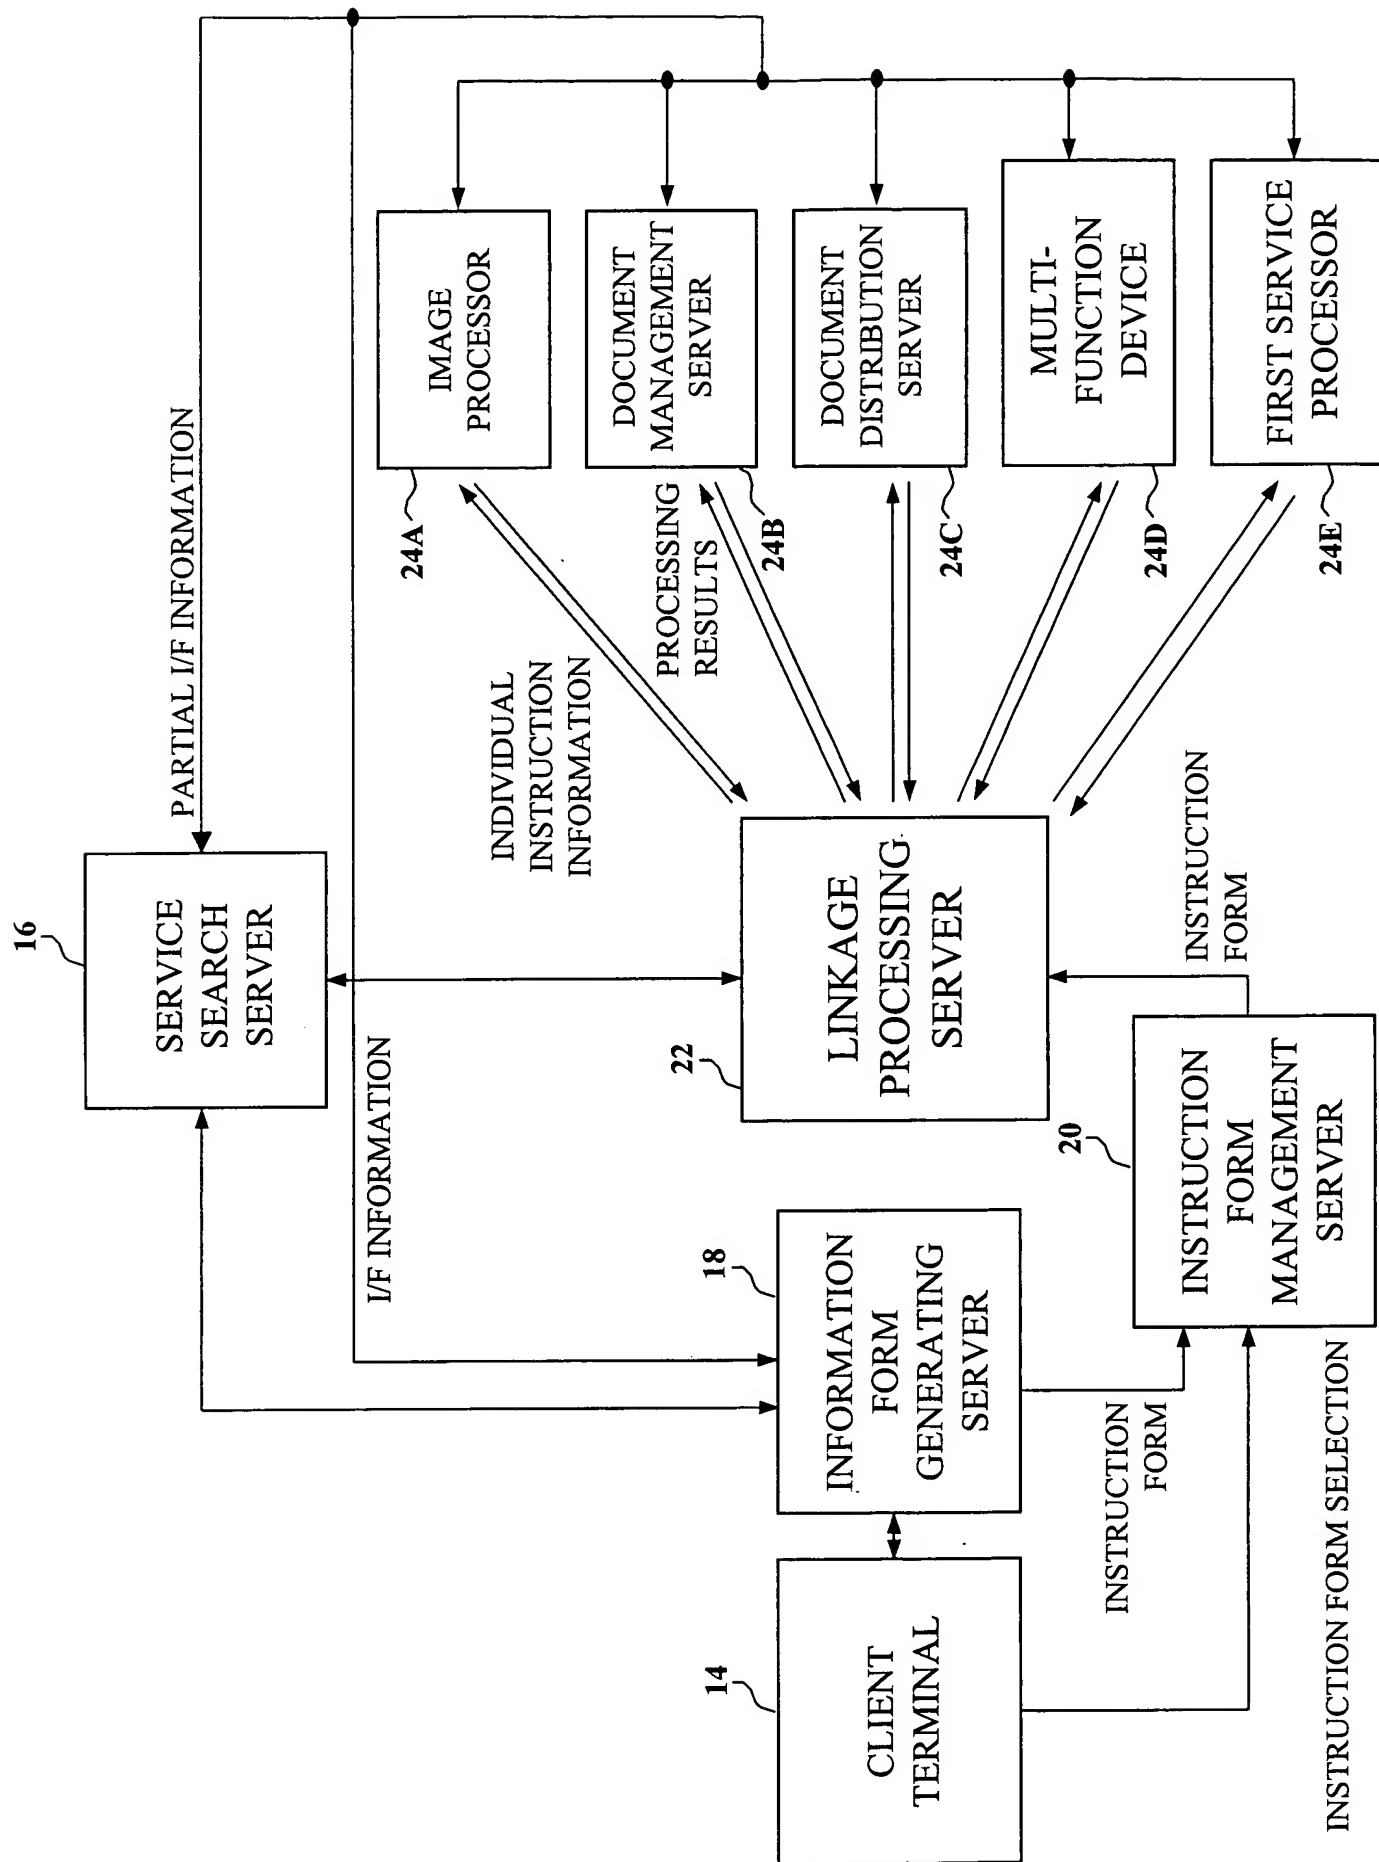 16
SERVICE
SEARCH
SERVER
PARTIAL I/F INFORMATION
I/F INFORMATION
14
CLIENT
TERMINAL
18
INFORMATION
FORM
GENERATING
SERVER
INSTRUCTION
FORM
INSTRUCTION FORM SELECTION
20
INSTRUCTION
FORM
MANAGEMENT
SERVER
INSTRUCTION
FORM
22
LINKAGE
PROCESSING
SERVER
INDIVIDUAL
INSTRUCTION
INFORMATION
PROCESSING
RESULTS
24A
IMAGE
PROCESSOR
24B
DOCUMENT
MANAGEMENT
SERVER
24C
DOCUMENT
DISTRIBUTION
SERVER
24D
MULTI-
FUNCTION
DEVICE
24E
FIRST SERVICE
PROCESSOR